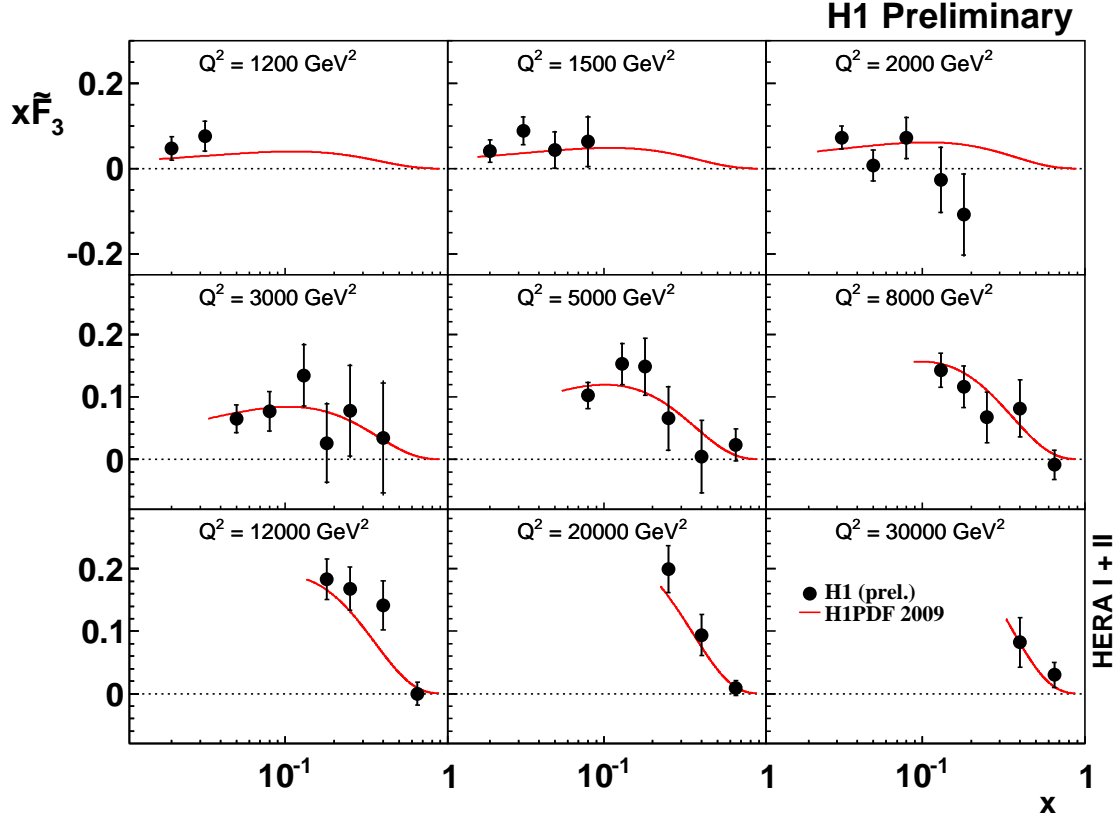 H1 Preliminary
xF̃₃
Q² = 1200 GeV²
Q² = 1500 GeV²
Q² = 2000 GeV²
0.2
0
-0.2
Q² = 3000 GeV²
Q² = 5000 GeV²
Q² = 8000 GeV²
0.2
0.1
0
Q² = 12000 GeV²
Q² = 20000 GeV²
Q² = 30000 GeV²
0.2
0.1
0
H1 (prel.)
H1PDF 2009
HERA I + II
10⁻¹ 1 10⁻¹ 1 10⁻¹ 1
x